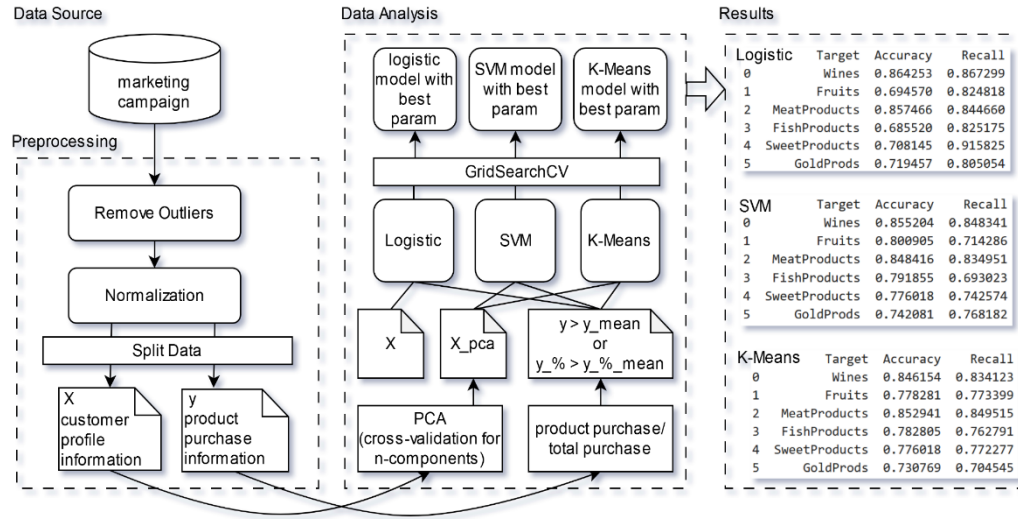 Data Source
marketing
campaign
Preprocessing
Remove Outliers
Normalization
Split Data
X
customer
profile
information
y
product
purchase
information
Data Analysis
logistic
model with
best
param
SVM model
with best
param
K-Means
model with
best param
GridSearchCV
Logistic
SVM
K-Means
X
X_pca
y > y_mean
or
y_% > y_%_mean
PCA
(cross-validation for
n-components)
product purchase/
total purchase
Results
Logistic Target Accuracy Recall
0 Wines 0.864253 0.867299
1 Fruits 0.694570 0.824818
2 MeatProducts 0.857466 0.844660
3 FishProducts 0.685520 0.825175
4 SweetProducts 0.708145 0.915825
5 GoldProds 0.719457 0.805054
SVM Target Accuracy Recall
0 Wines 0.855204 0.848341
1 Fruits 0.800905 0.714286
2 MeatProducts 0.848416 0.834951
3 FishProducts 0.791855 0.693023
4 SweetProducts 0.776018 0.742574
5 GoldProds 0.742081 0.768182
K-Means Target Accuracy Recall
0 Wines 0.846154 0.834123
1 Fruits 0.778281 0.773399
2 MeatProducts 0.852941 0.849515
3 FishProducts 0.782805 0.762791
4 SweetProducts 0.776018 0.772277
5 GoldProds 0.730769 0.704545